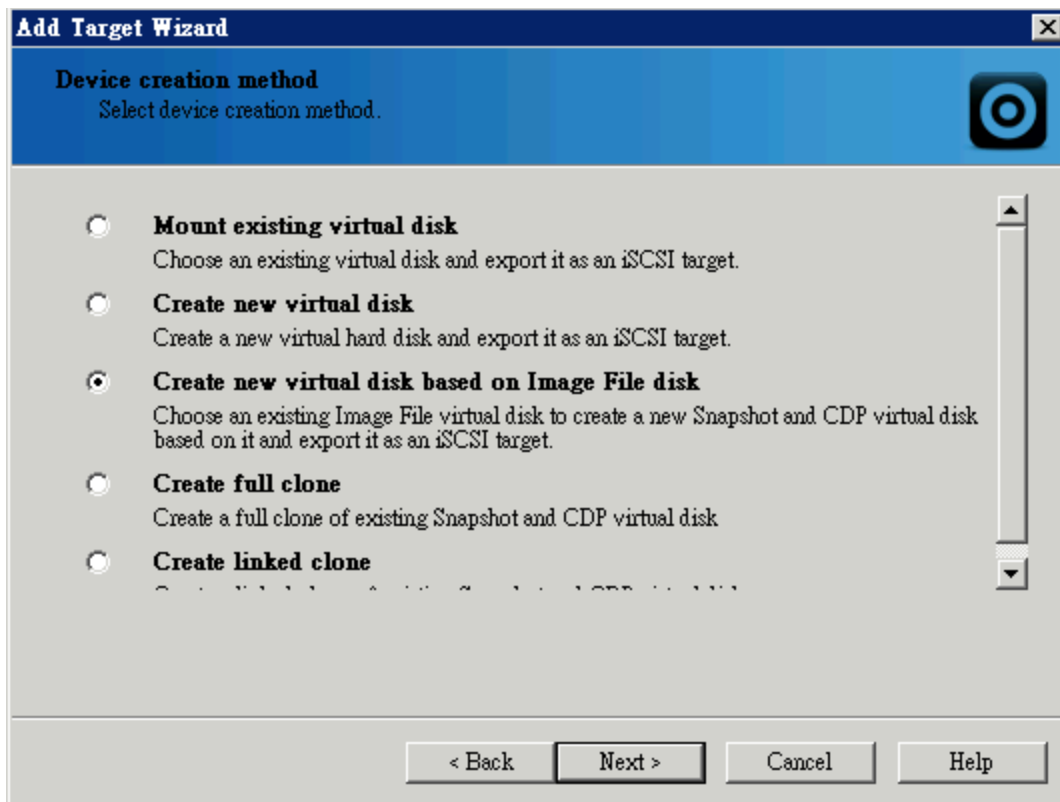 Add Target Wizard
Device creation method
Select device creation method.
Mount existing virtual disk
Choose an existing virtual disk and export it as an iSCSI target.
Create new virtual disk
Create a new virtual hard disk and export it as an iSCSI target.
Create new virtual disk based on Image File disk
Choose an existing Image File virtual disk to create a new Snapshot and CDP virtual disk
based on it and export it as an iSCSI target.
Create full clone
Create a full clone of existing Snapshot and CDP virtual disk
Create linked clone
< Back
Next >
Cancel
Help